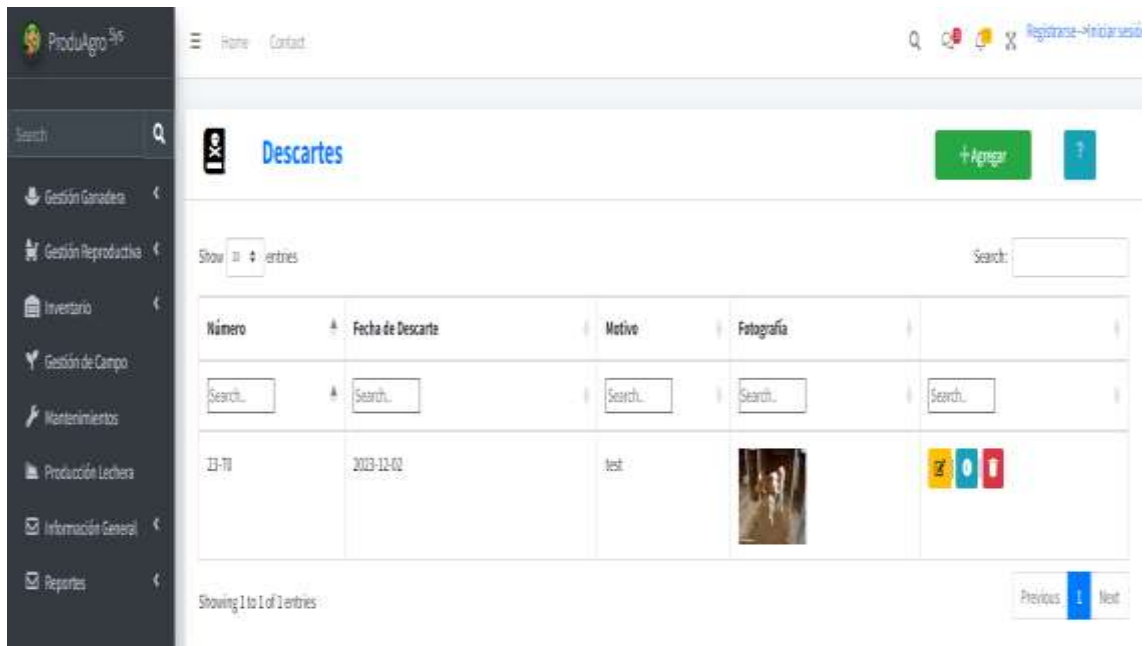 ProduAgro Sys
Home Contact
Registrarse-->Iniciar sesió
Search
Descartes
+Agregar
?
Gestión Ganadera
Gestión Reproductiva
Inventario
Gestión de Campo
Mantenimientos
Producción Lechera
Información General
Reportes
Show 10 entries
Search:
Número Fecha de Descarte Motivo Fotografía
Search... Search... Search... Search... Search...
2023-12-02 test
Showing 1 to 1 of 1 entries
Previous 1 Next